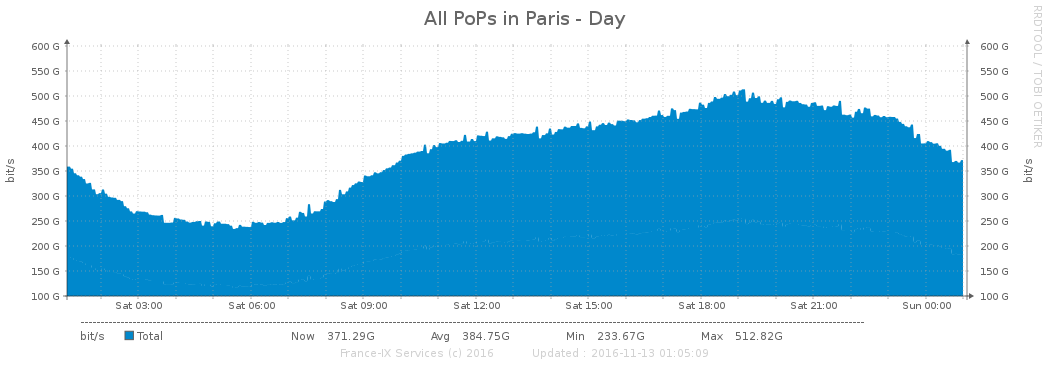 All PoPs in Paris - Day
RRDTOOL / TOBI OETIKER
600 G 600 G
550 G 550 G
500 G 500 G
450 G 450 G
400 G 400 G
350 G 350 G
300 G 300 G
250 G 250 G
200 G 200 G
150 G 150 G
100 G 100 G
bit/s bit/s
Sat 03:00 Sat 06:00 Sat 09:00 Sat 12:00 Sat 15:00 Sat 18:00 Sat 21:00 Sun 00:00
bit/s Total Now 371.29G Avg 384.75G Min 233.67G Max 512.82G
France-IX Services (c) 2016 Updated : 2016-11-13 01:05:09